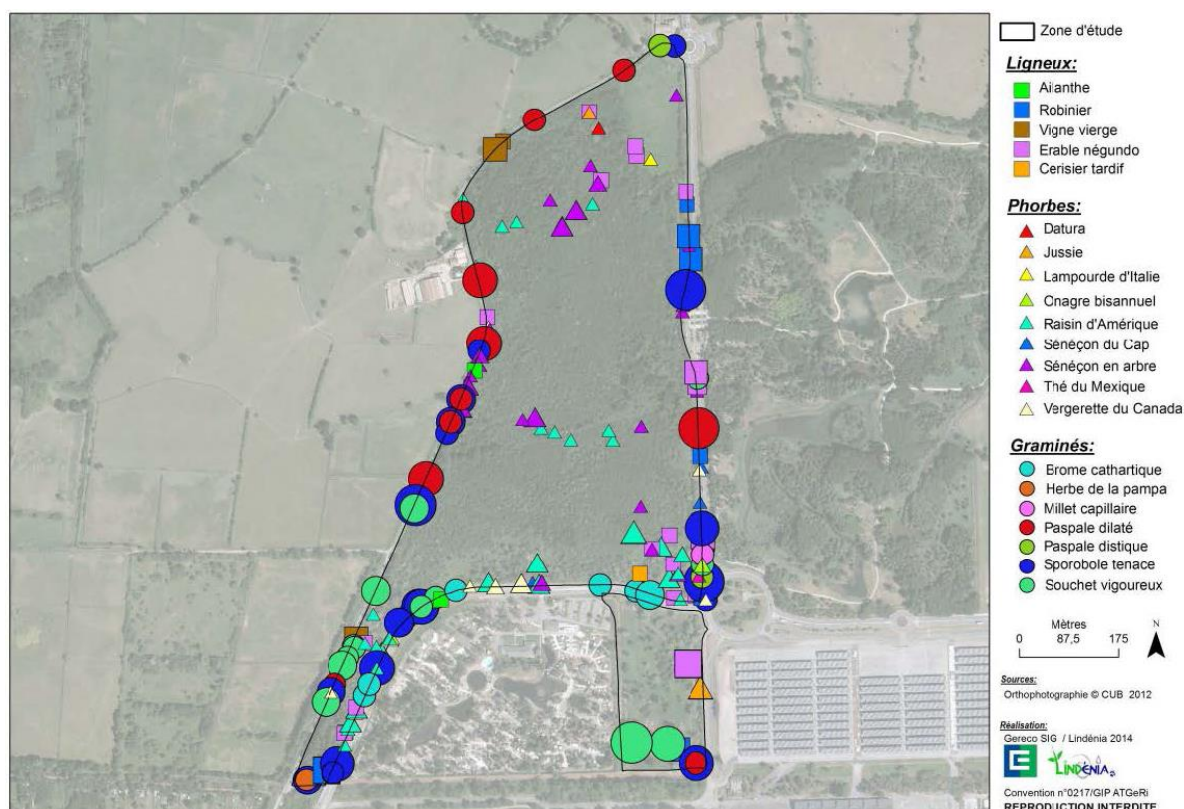 Zone d'étude
Ligneux:
Ailanthe
Robinier
Vigne vierge
Erable négundo
Cerisier tardif
Phorbes:
Datura
Jussie
Lampourde d'Italie
Onagre bisannuel
Raisin d'Amérique
Sénéçon du Cap
Sénéçon en arbre
Thé du Mexique
Vergerette du Canada
Graminés:
Brome cathartique
Herbe de la pampa
Millet capillaire
Paspale dilaté
Paspale distique
Sporobole tenace
Souchet vigoureux
Mètres
N
0 87,5 175
Sources:
Orthophotographie © CUB 2012
Réalisation:
Gereco SIG / Lindénia 2014
LINDÉNIA
Convention n°0217/GIP ATGeRi
REPRODUCTION INTERDITE